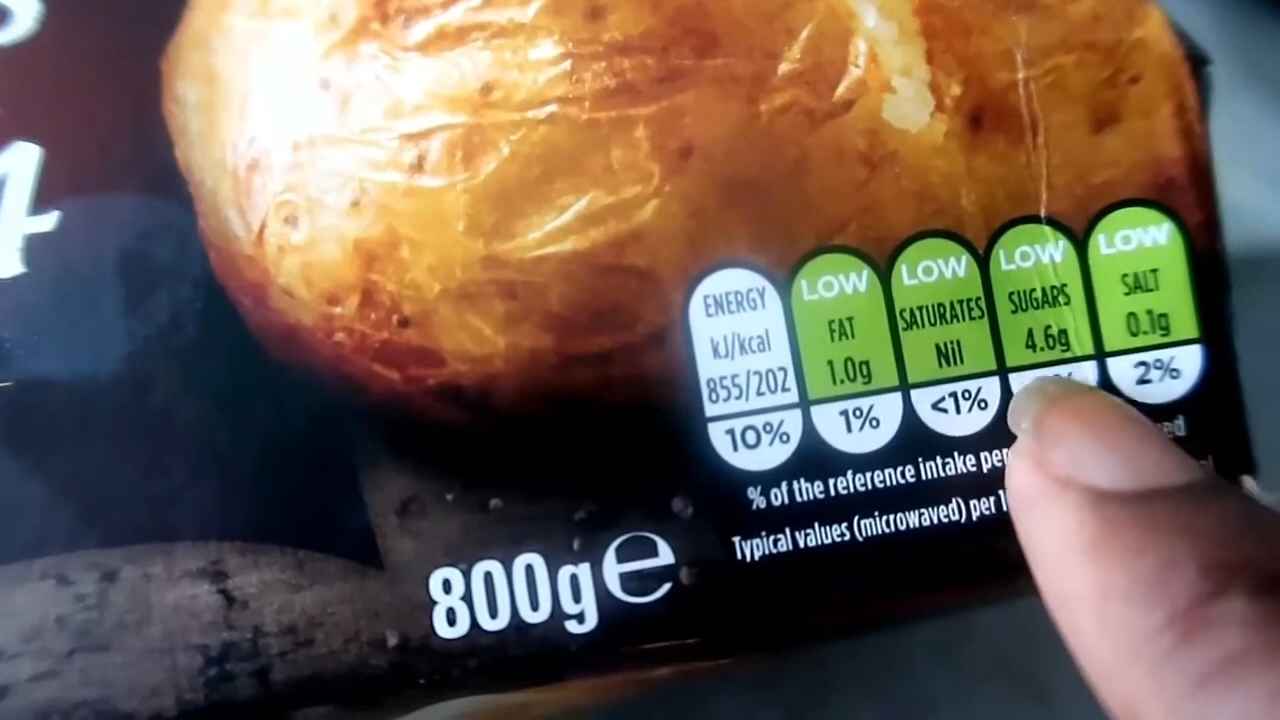 4
ENERGY
kJ/kcal
855/202
10%
LOW
FAT
1.0g
1%
LOW
SATURATES
Nil
<1%
LOW
SUGARS
4.6g
LOW
SALT
0.1g
2%
% of the reference intake per
Typical values (microwaved) per
800g℮